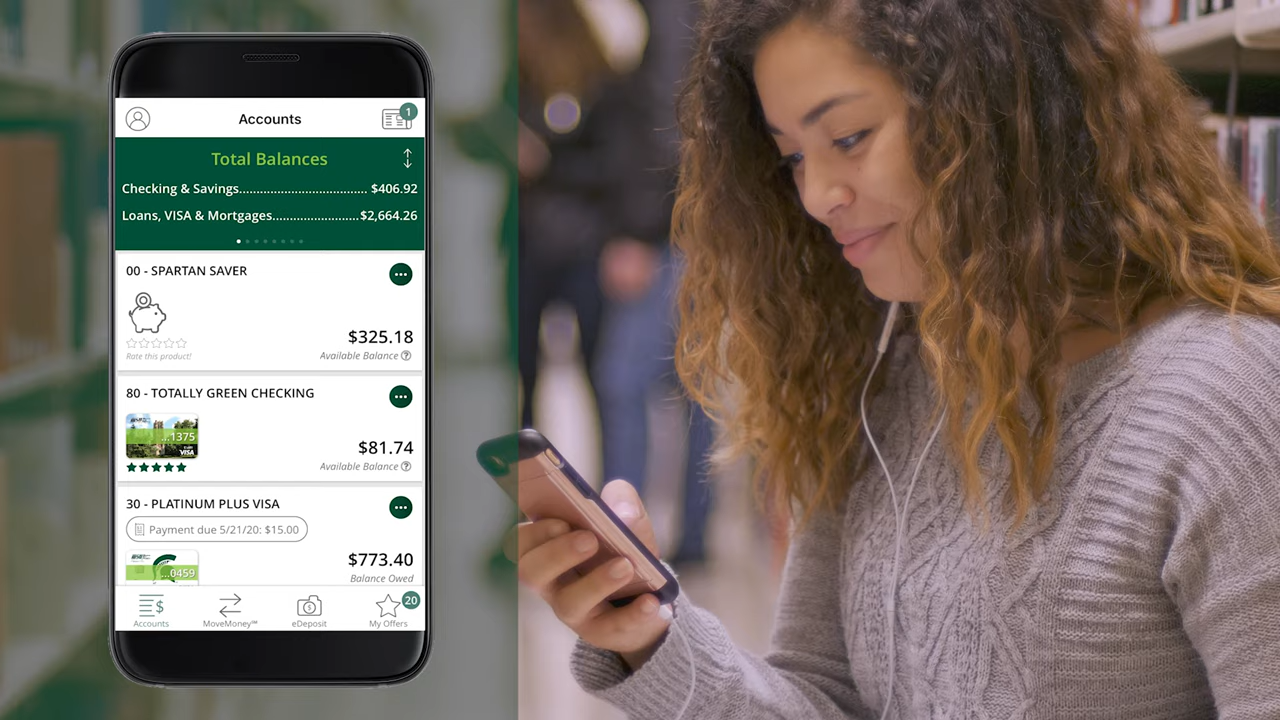 Accounts
1
Total Balances
Checking & Savings..................................... $406.92
Loans, VISA & Mortgages.........................$2,664.26
00 - SPARTAN SAVER
$325.18
Rate this product!
Available Balance ?
80 - TOTALLY GREEN CHECKING
...1375
VISA
$81.74
Available Balance ?
30 - PLATINUM PLUS VISA
Payment due 5/21/20: $15.00
...0459
$773.40
Balance Owed
20
Accounts
MoveMoney℠
eDeposit
My Offers